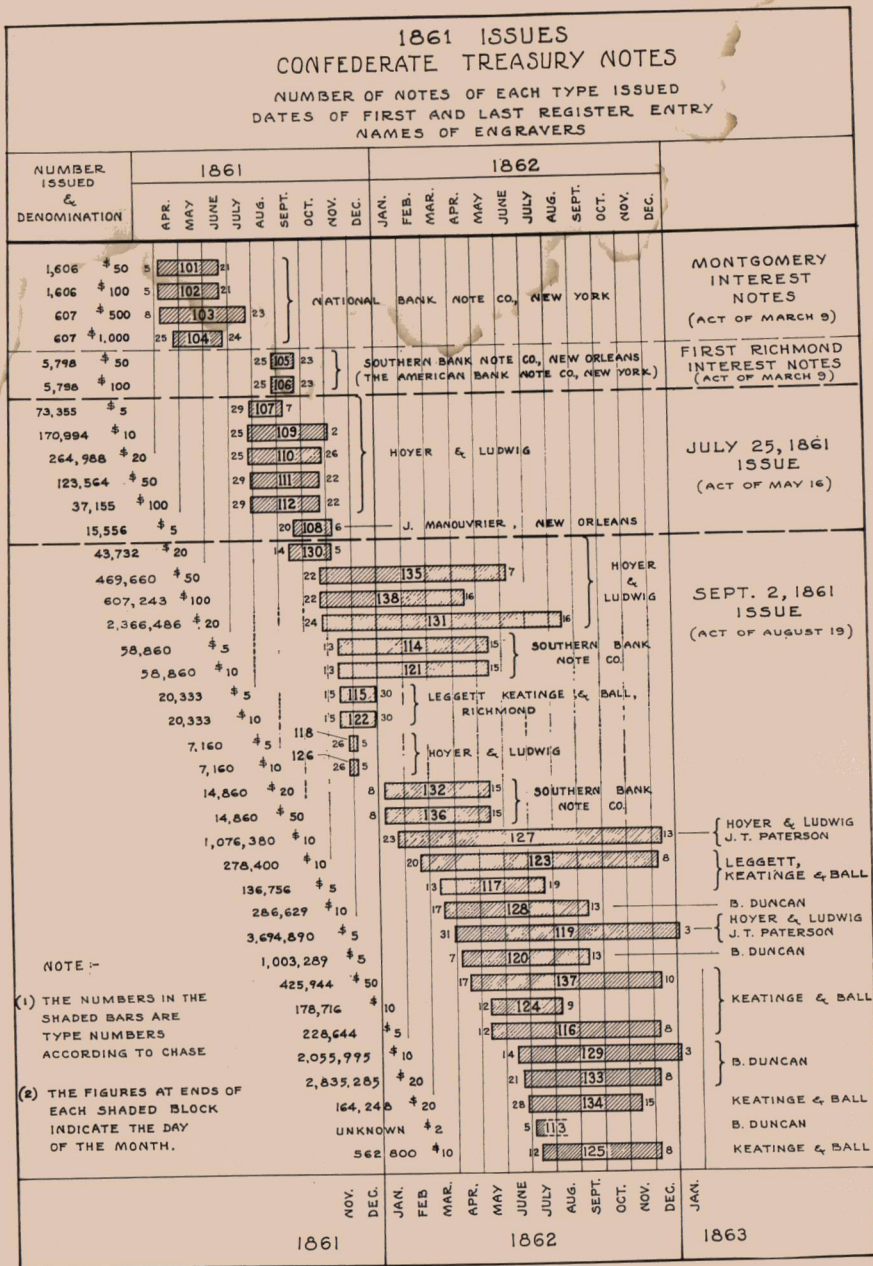 1861 ISSUES
CONFEDERATE TREASURY NOTES
NUMBER OF NOTES OF EACH TYPE ISSUED
DATES OF FIRST AND LAST REGISTER ENTRY
NAMES OF ENGRAVERS
NUMBER ISSUED & DENOMINATION
1861
1862
APR. MAY JUNE JULY AUG. SEPT. OCT. NOV. DEC. JAN. FEB. MAR. APR. MAY JUNE JULY AUG. SEPT. OCT. NOV. DEC.
1,606 $50 5 101 21
1,606 $100 5 102 21
607 $500 8 103 23
607 $1,000 25 104 24
NATIONAL BANK NOTE CO., NEW YORK
MONTGOMERY
INTEREST
NOTES
(ACT OF MARCH 9)
5,798 $50 25 105 23
5,798 $100 25 106 23
SOUTHERN BANK NOTE CO., NEW ORLEANS
(THE AMERICAN BANK NOTE CO., NEW YORK)
FIRST RICHMOND
INTEREST NOTES
(ACT OF MARCH 9)
73,355 $5 29 107 7
170,994 $10 25 109 2
264,988 $20 25 110 26
123,564 $50 29 111 22
37,155 $100 29 112 22
HOYER & LUDWIG
15,556 $5 20 108 6 J. MANOUVRIER, NEW ORLEANS
JULY 25, 1861
ISSUE
(ACT OF MAY 16)
43,732 $20 14 130 5
469,660 $50 22 135 7
607,243 $100 22 138 16
2,366,486 $20 24 131 16
HOYER
&
LUDWIG
SEPT. 2, 1861
ISSUE
(ACT OF AUGUST 19)
58,860 $5 13 114 15
58,860 $10 13 121 15
SOUTHERN BANK
NOTE CO.
20,333 $5 15 115 30
20,333 $10 15 122 30
LEGGETT KEATINGE & BALL,
RICHMOND
7,160 $5 118 26 5
7,160 $10 126 26 5
HOYER & LUDWIG
14,860 $20 8 132 15
14,860 $50 8 136 15
SOUTHERN BANK
NOTE CO.
1,076,380 $10 23 127 13
HOYER & LUDWIG
J. T. PATERSON
278,400 $10 20 123 8
136,756 $5 13 117 19
LEGGETT,
KEATINGE & BALL
286,629 $10 17 128 13 B. DUNCAN
3,694,890 $5 31 119 3
HOYER & LUDWIG
J. T. PATERSON
1,003,289 $5 7 120 13 B. DUNCAN
425,944 $50 17 137 10
178,716 $10 12 124 9
228,644 $5 12 116 8
KEATINGE & BALL
2,055,995 $10 14 129 3
2,835,285 $20 21 133 8
B. DUNCAN
164,248 $20 28 134 15 KEATINGE & BALL
UNKNOWN $2 5 113 B. DUNCAN
562 800 $10 12 125 8 KEATINGE & BALL
NOTE :-
(1) THE NUMBERS IN THE
SHADED BARS ARE
TYPE NUMBERS
ACCORDING TO CHASE
(2) THE FIGURES AT ENDS OF
EACH SHADED BLOCK
INDICATE THE DAY
OF THE MONTH.
NOV. DEC. JAN. FEB MAR. APR. MAY JUNE JULY AUG. SEPT. OCT. NOV. DEC. JAN.
1861
1862
1863